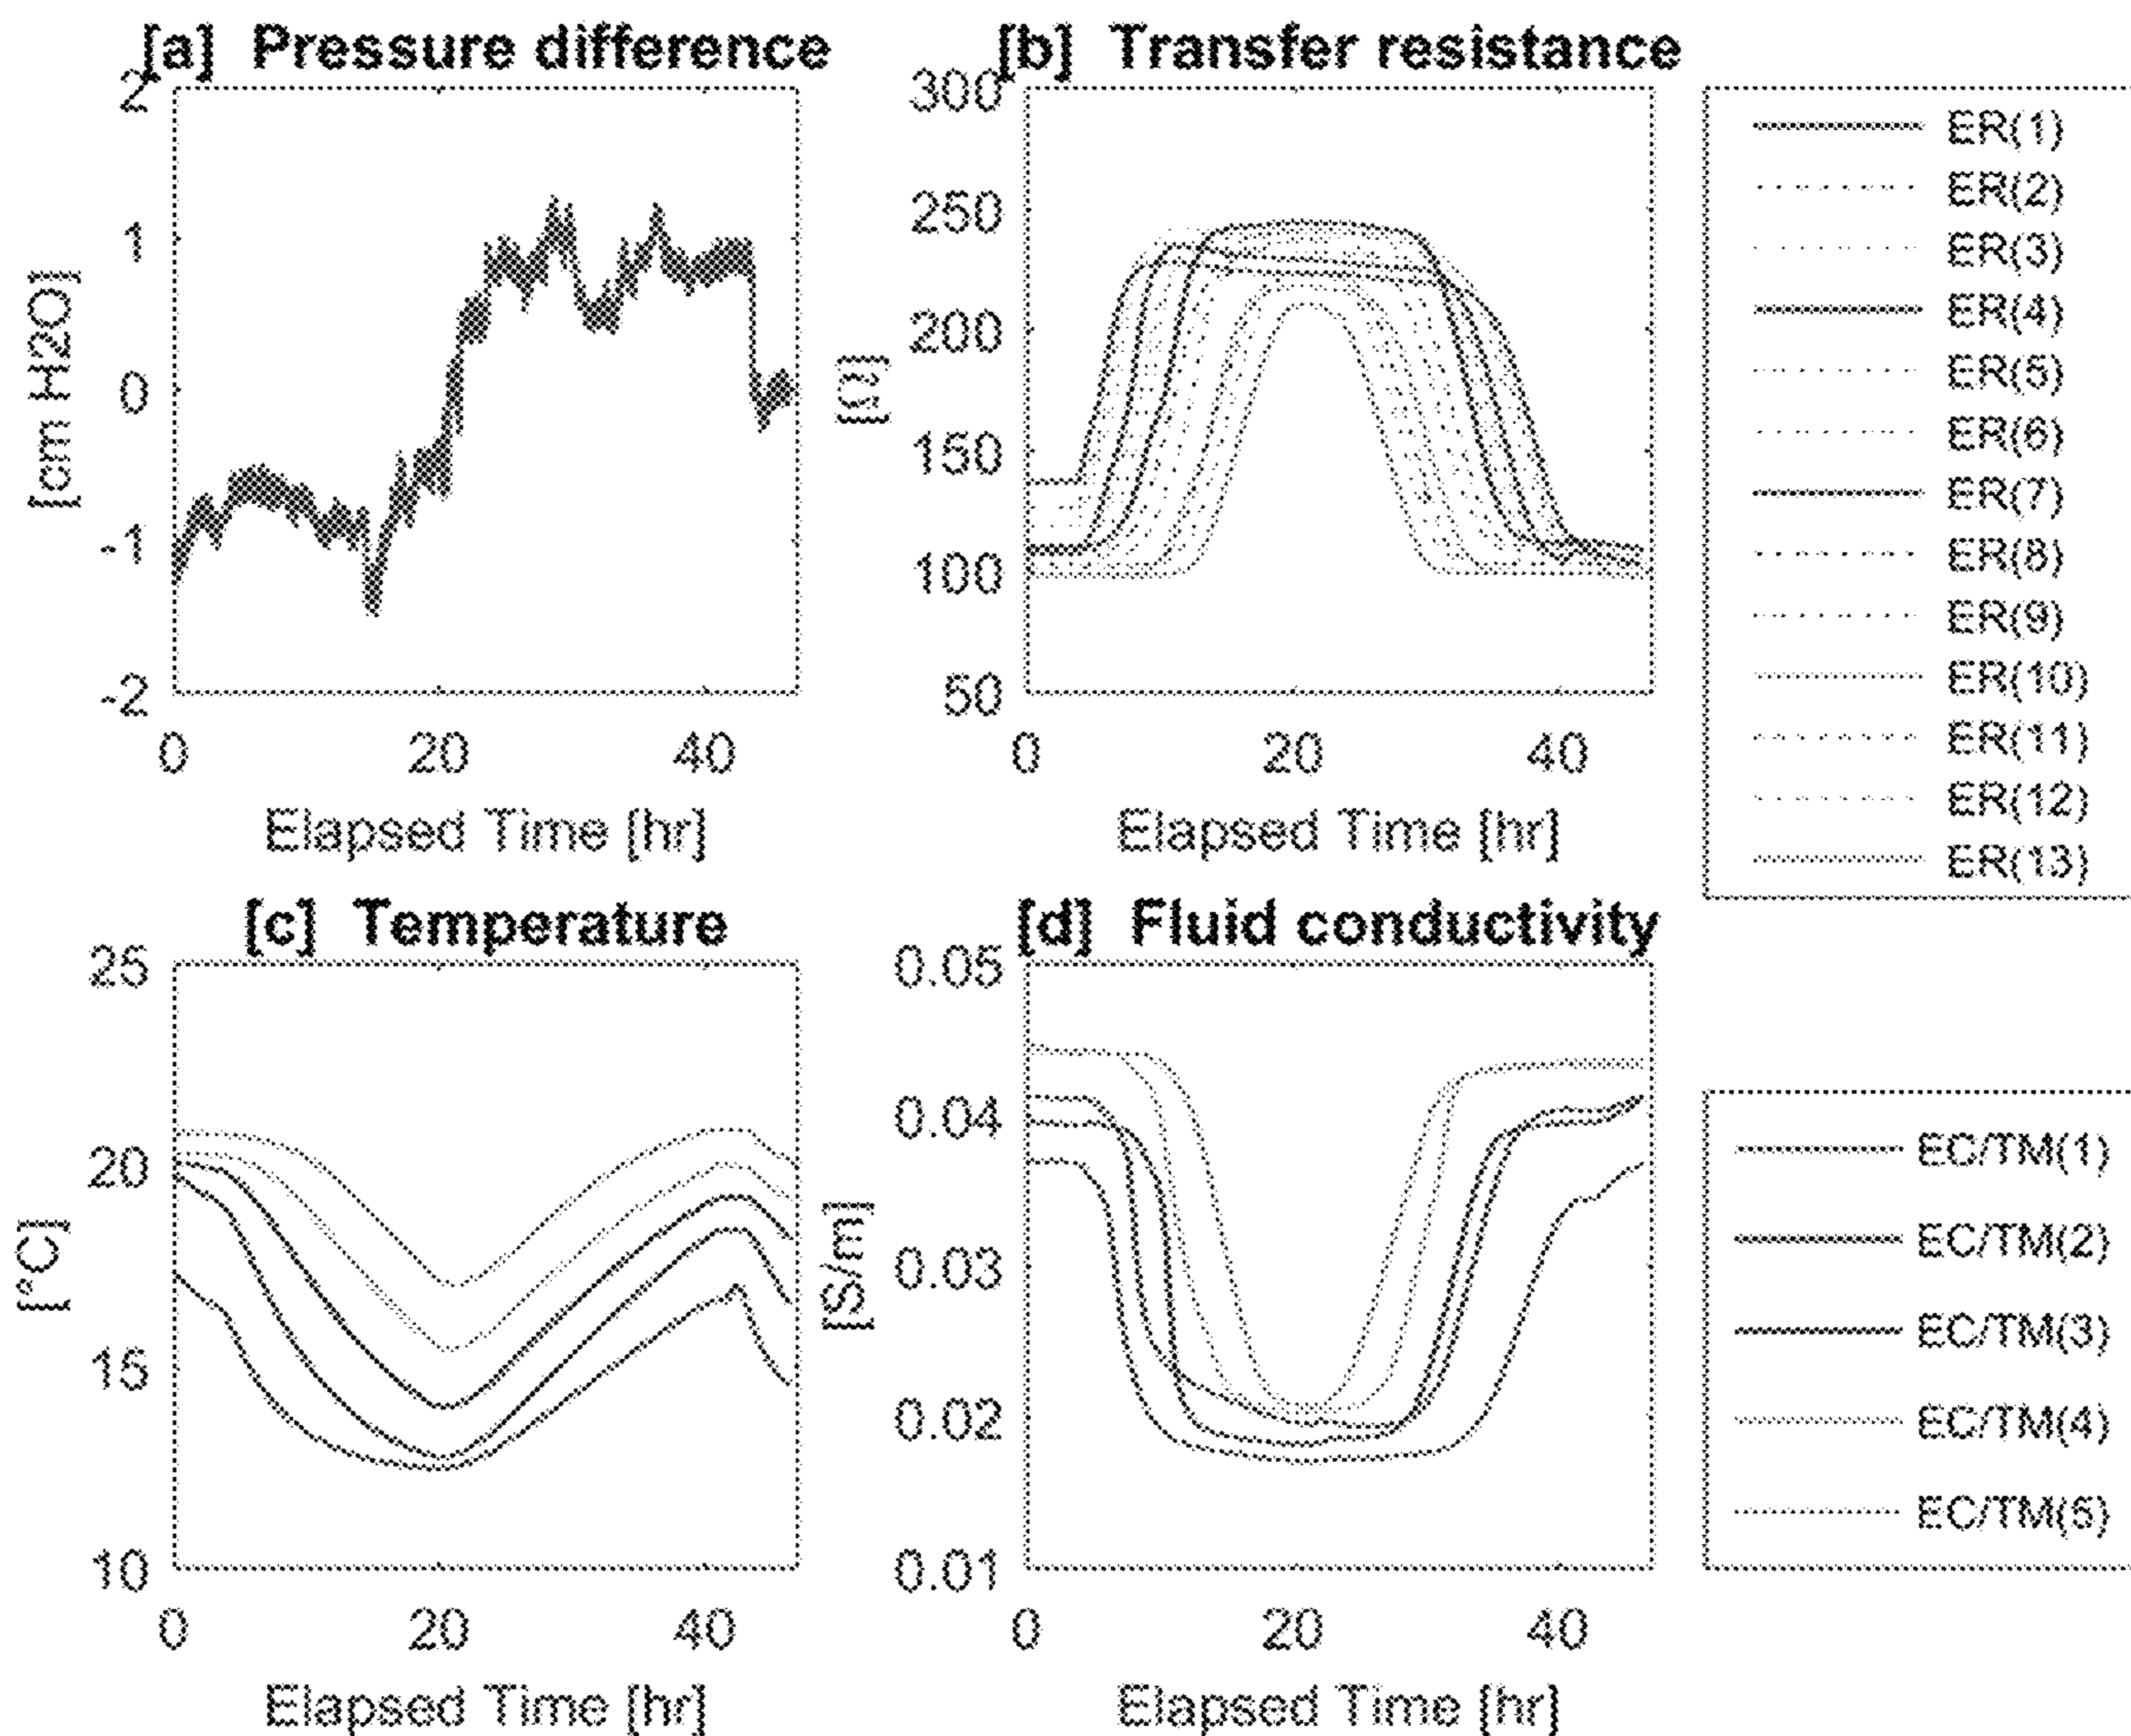 [a] Pressure difference
2
1
0
-1
-2
[cm H2O]
0 20 40
Elapsed Time [hr]
[b] Transfer resistance
300
250
200
150
100
50
[Ω]
0 20 40
Elapsed Time [hr]
ER(1)
ER(2)
ER(3)
ER(4)
ER(5)
ER(6)
ER(7)
ER(8)
ER(9)
ER(10)
ER(11)
ER(12)
ER(13)
[c] Temperature
25
20
15
10
[°C]
0 20 40
Elapsed Time [hr]
[d] Fluid conductivity
0.05
0.04
0.03
0.02
0.01
[S/m]
0 20 40
Elapsed Time [hr]
EC/TM(1)
EC/TM(2)
EC/TM(3)
EC/TM(4)
EC/TM(5)